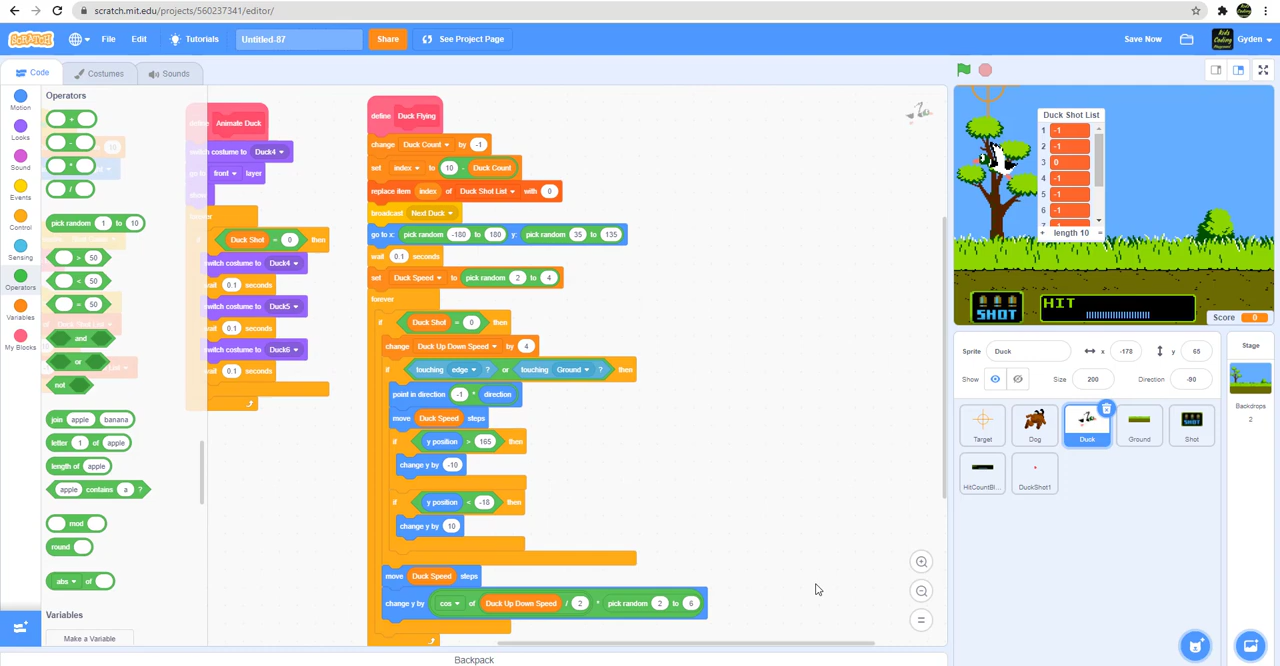 scratch.mit.edu/projects/560237341/editor/
SCRATCH File Edit Tutorials Untitled-87 Share See Project Page Save Now Kids Coding Playground Gyden
Code Costumes Sounds
Motion
Looks
Sound
Events
Control
Sensing
Operators
Variables
My Blocks
Operators
+
-
*
/
pick random 1 to 10
> 50
< 50
= 50
and
or
not
join apple banana
letter 1 of apple
length of apple
apple contains a ?
mod
round
abs of
Variables
Make a Variable
Animate Duck
switch costume to Duck4
go to front layer
Duck Shot = 0 then
switch costume to Duck4
wait 0.1 seconds
switch costume to Duck5
wait 0.1 seconds
switch costume to Duck6
wait 0.1 seconds
define Duck Flying
change Duck Count by -1
set index to 10 - Duck Count
replace item index of Duck Shot List with 0
broadcast Next Duck
go to x: pick random -180 to 180 y: pick random 35 to 135
wait 0.1 seconds
set Duck Speed to pick random 2 to 4
forever
if Duck Shot = 0 then
change Duck Up Down Speed by 4
if touching edge ? or touching Ground ? then
point in direction -1 * direction
move Duck Speed steps
if y position > 165 then
change y by -10
if y position < -18 then
change y by 10
move Duck Speed steps
change y by cos of Duck Up Down Speed / 2 * pick random 2 to 6
Backpack
Duck Shot List
1 -1
2 -1
3 0
4 -1
5 -1
6 -1
+ length 10 =
SHOT
HIT
Score 0
Sprite Duck x -178 y 65
Show Size 200 Direction -90
Target
Dog
Duck
Ground
Shot
HitCountBl...
DuckShot1
Stage
Backdrops
2